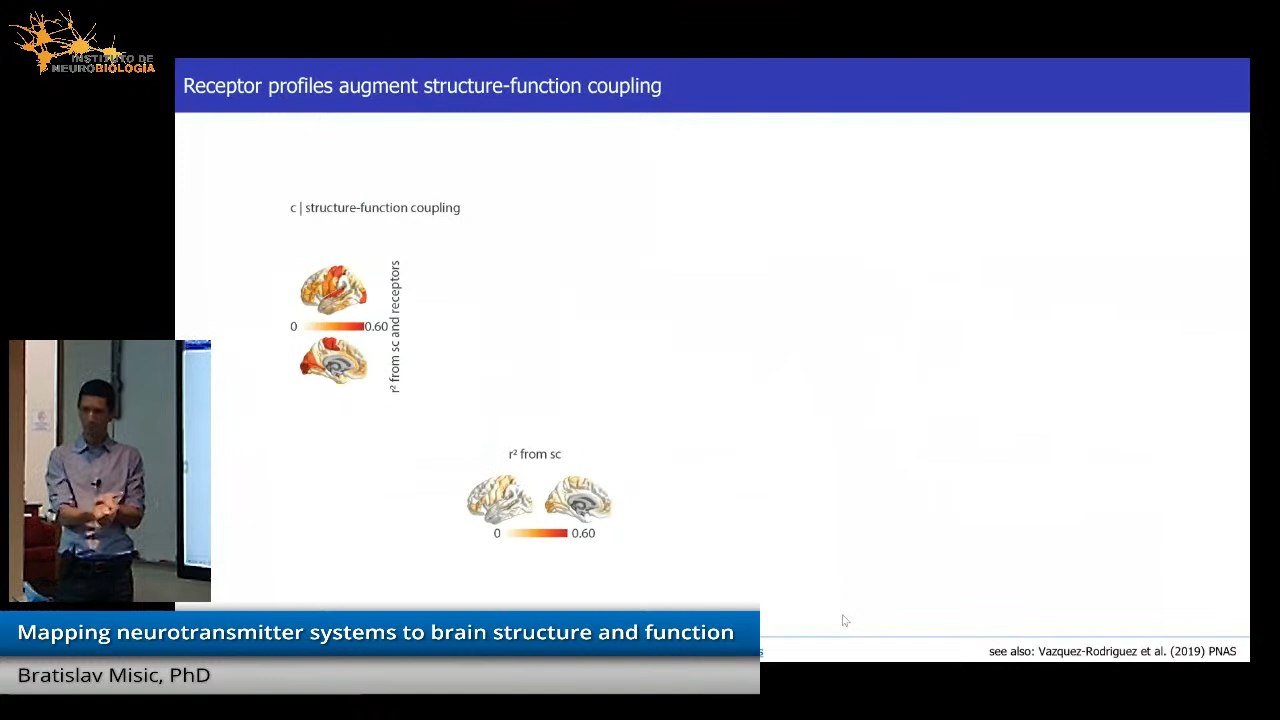 INSTITUTO DE
NEUROBIOLOGÍA
Receptor profiles augment structure-function coupling
c | structure-function coupling
r² from sc and receptors
0 0.60
r² from sc
0 0.60
see also: Vazquez-Rodriguez et al. (2019) PNAS
Mapping neurotransmitter systems to brain structure and function
Bratislav Misic, PhD